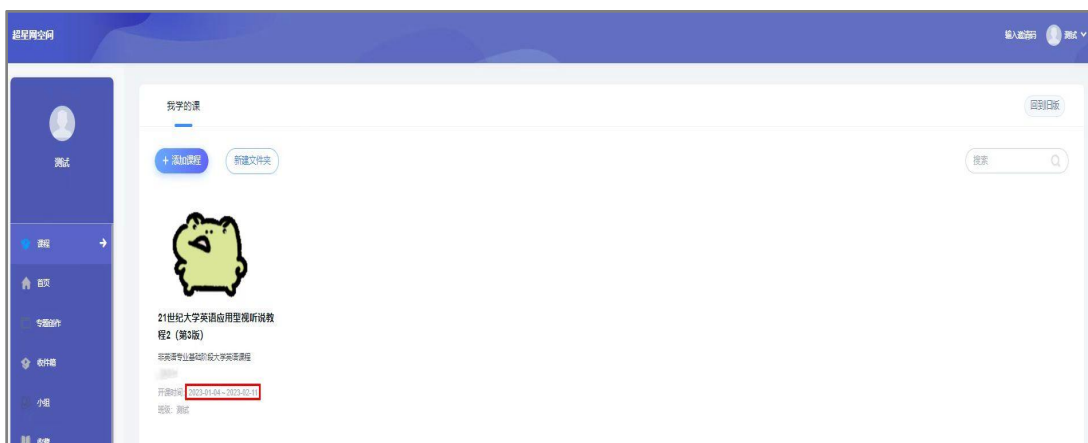 超星网空间
输入邀请码
测试
我学的课
回到旧版
测试
+ 添加课程
新建文件夹
搜索
课程
首页
专题创作
收件箱
小组
收藏
21世纪大学英语应用型视听说教
程2（第3版）
非英语专业基础阶段大学英语课程
开课时间：2023-01-04～2023-02-11
班级：测试